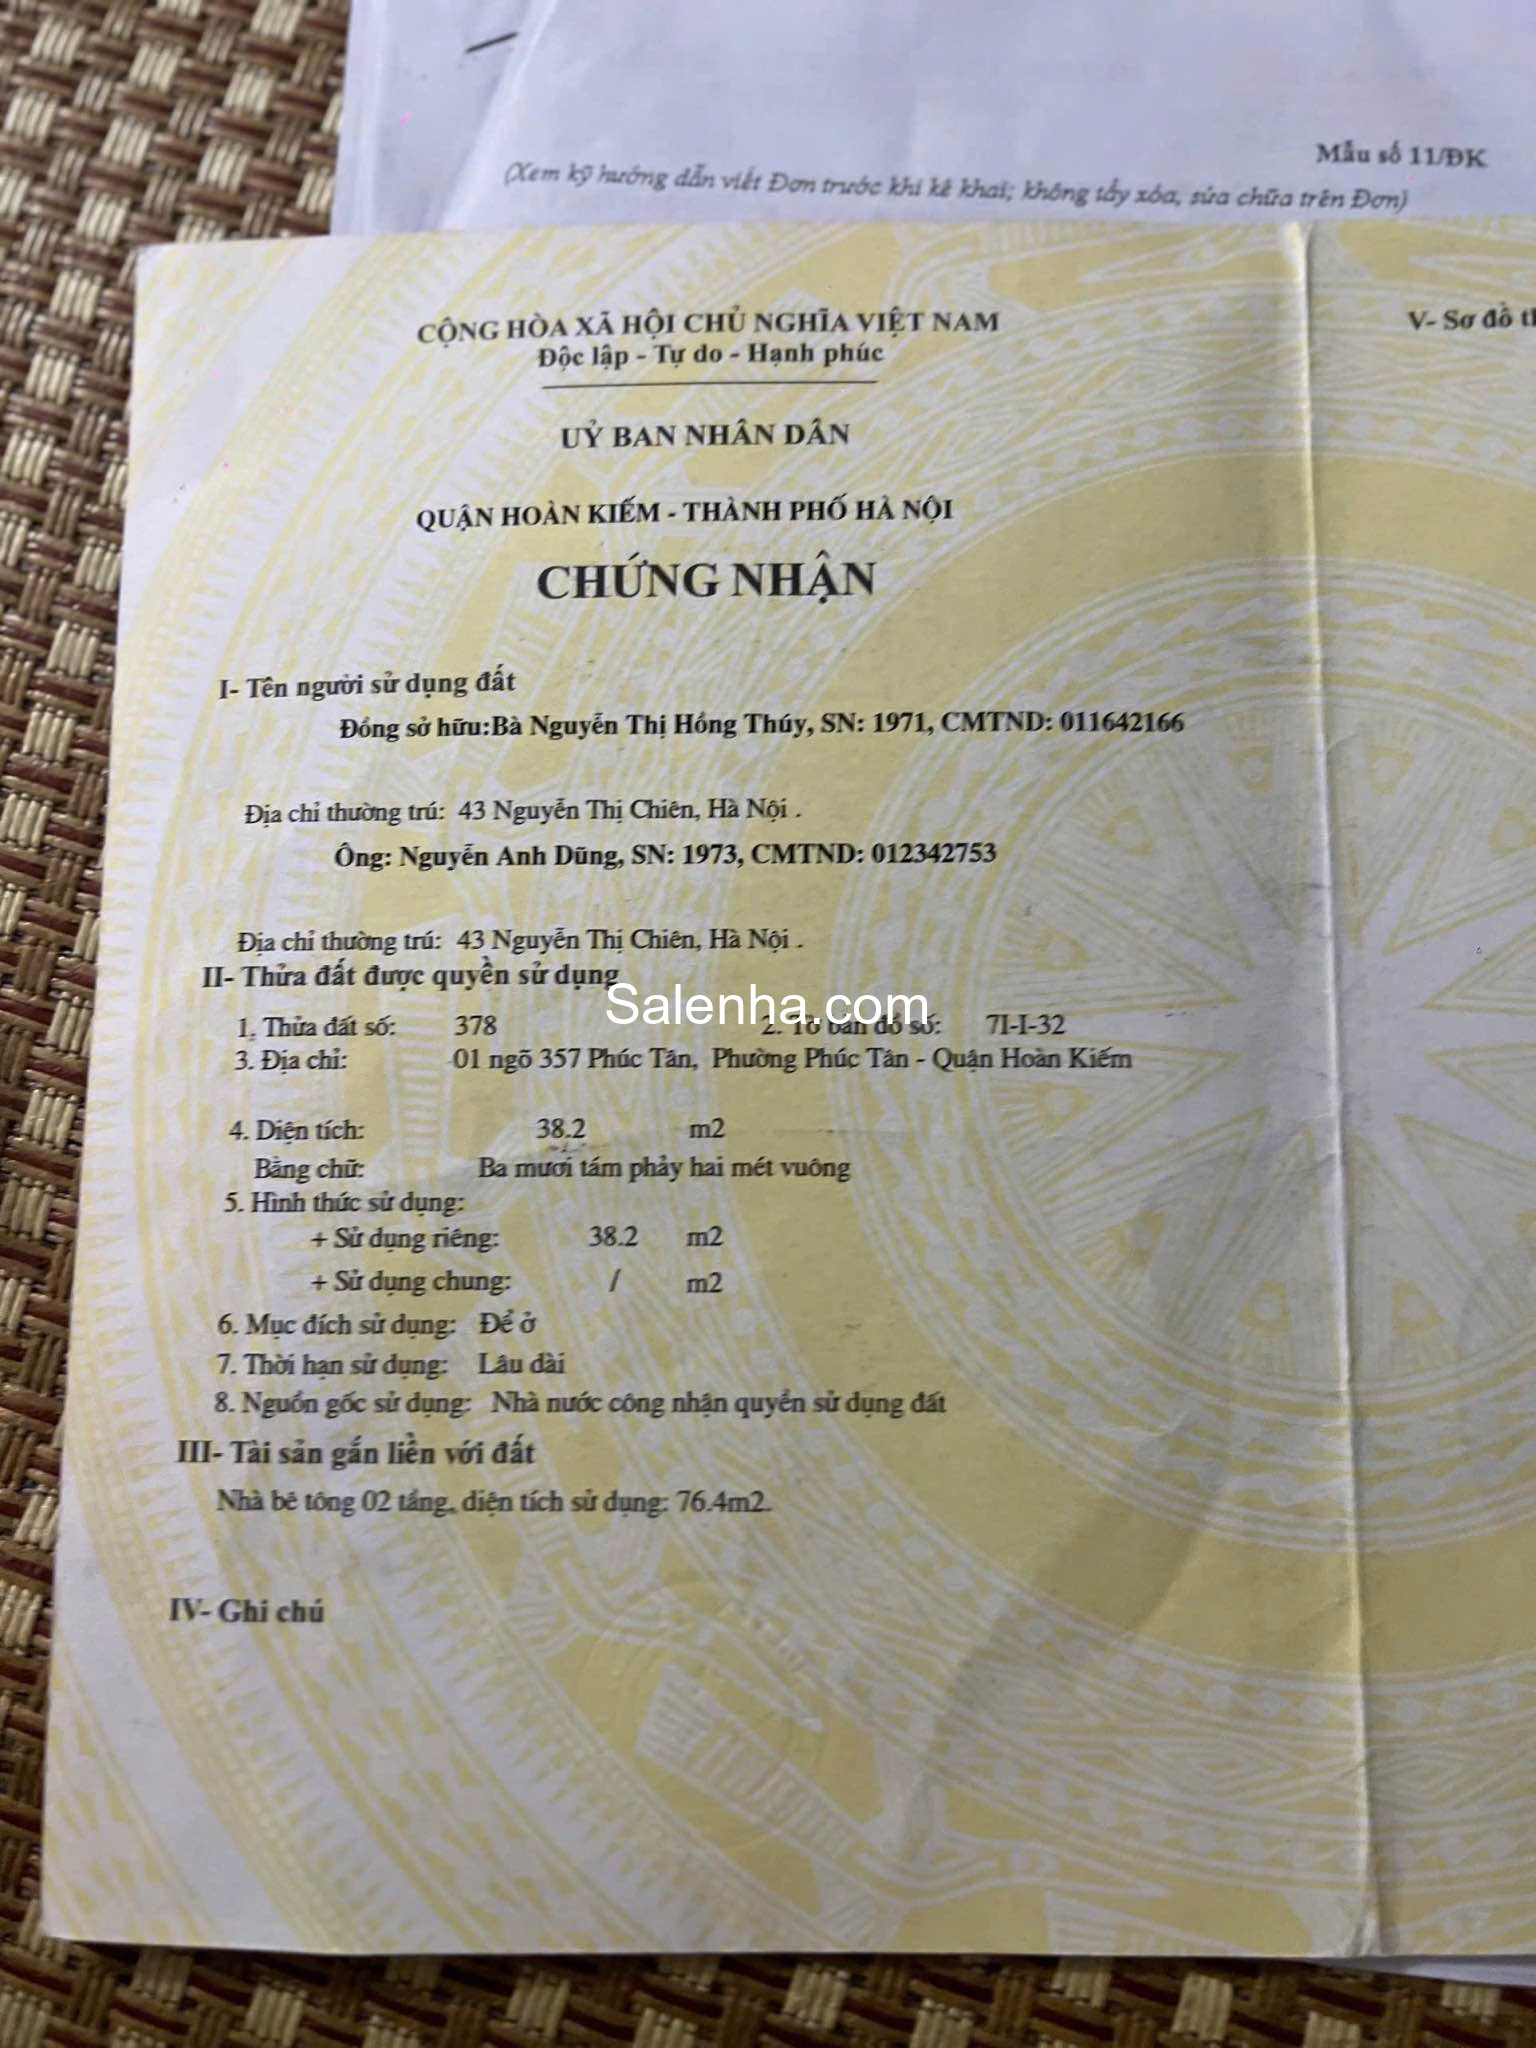 Mẫu số 11/ĐK
(Xem kỹ hướng dẫn viết Đơn trước khi kê khai; không tẩy xóa, sửa chữa trên Đơn)
CỘNG HÒA XÃ HỘI CHỦ NGHĨA VIỆT NAM
Độc lập - Tự do - Hạnh phúc
UỶ BAN NHÂN DÂN
QUẬN HOÀN KIẾM - THÀNH PHỐ HÀ NỘI
CHỨNG NHẬN
V- Sơ đồ
I- Tên người sử dụng đất
Đồng sở hữu:Bà Nguyễn Thị Hồng Thúy, SN: 1971, CMTND: 011642166
Địa chỉ thường trú: 43 Nguyễn Thị Chiên, Hà Nội .
Ông: Nguyễn Anh Dũng, SN: 1973, CMTND: 012342753
Địa chỉ thường trú: 43 Nguyễn Thị Chiên, Hà Nội .
II- Thửa đất được quyền sử dụng
Salenha.com
1. Thửa đất số: 378 2. Tờ bản đồ số: 7I-I-32
3. Địa chỉ: 01 ngõ 357 Phúc Tân, Phường Phúc Tân - Quận Hoàn Kiếm
4. Diện tích: 38.2 m2
Bằng chữ: Ba mươi tám phảy hai mét vuông
5. Hình thức sử dụng:
+ Sử dụng riêng: 38.2 m2
+ Sử dụng chung: / m2
6. Mục đích sử dụng: Để ở
7. Thời hạn sử dụng: Lâu dài
8. Nguồn gốc sử dụng: Nhà nước công nhận quyền sử dụng đất
III- Tài sản gắn liền với đất
Nhà bê tông 02 tầng, diện tích sử dụng: 76.4m2.
IV- Ghi chú